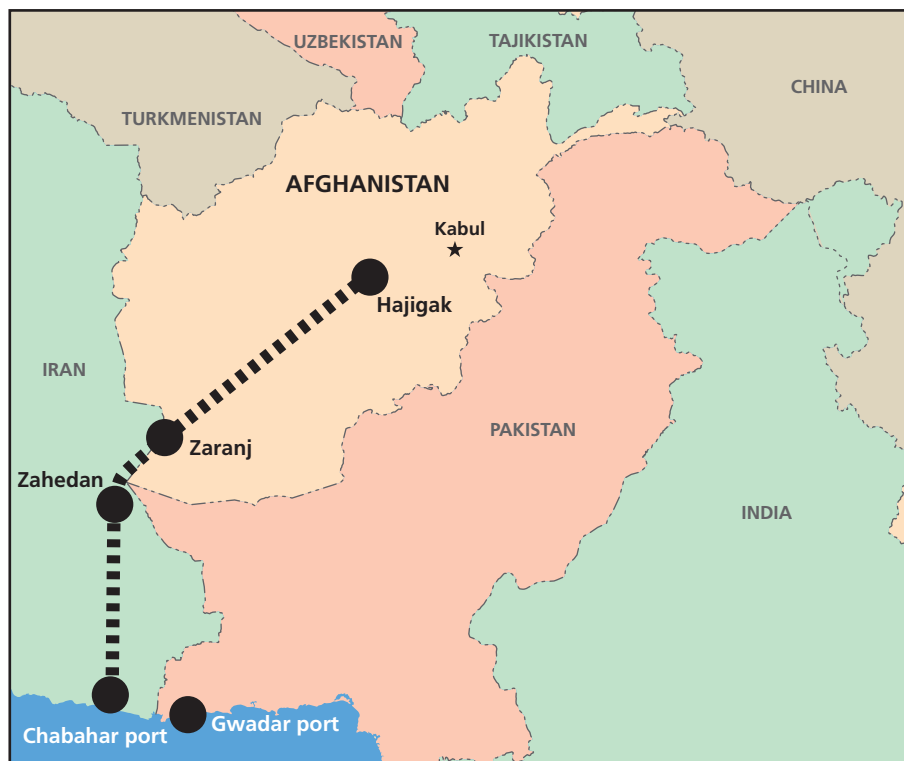 UZBEKISTAN
TAJIKISTAN
CHINA
TURKMENISTAN
AFGHANISTAN
Kabul
Hajigak
IRAN
PAKISTAN
Zaranj
Zahedan
INDIA
Gwadar port
Chabahar port